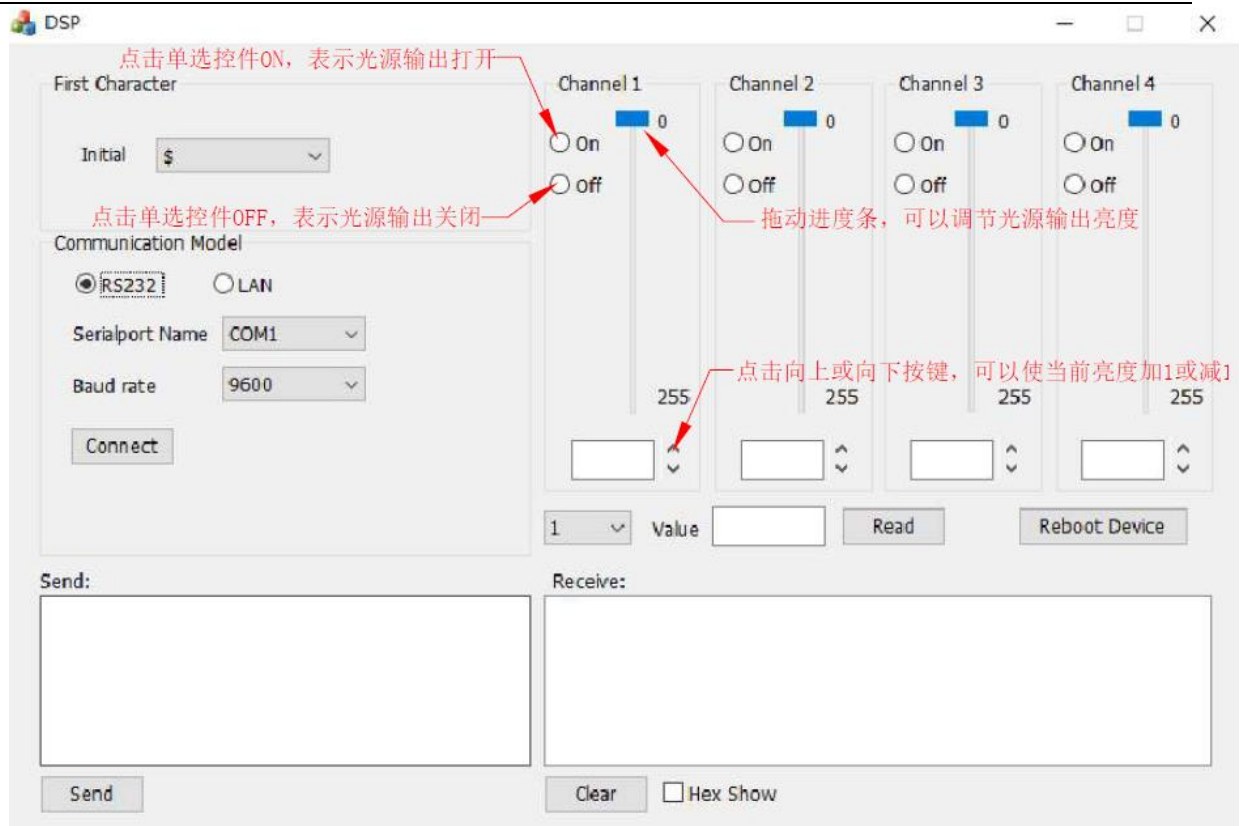 DSP
点击单选控件ON，表示光源输出打开
First Character
Initial
$
点击单选控件OFF，表示光源输出关闭
Communication Model
RS232
LAN
Serialport Name
COM1
Baud rate
9600
Connect
Channel 1
0
On
Off
255
Channel 2
0
On
Off
255
Channel 3
0
On
Off
255
Channel 4
0
On
Off
255
拖动进度条，可以调节光源输出亮度
点击向上或向下按键，可以使当前亮度加1或减1
1
Value
Read
Reboot Device
Send:
Receive:
Send
Clear
Hex Show